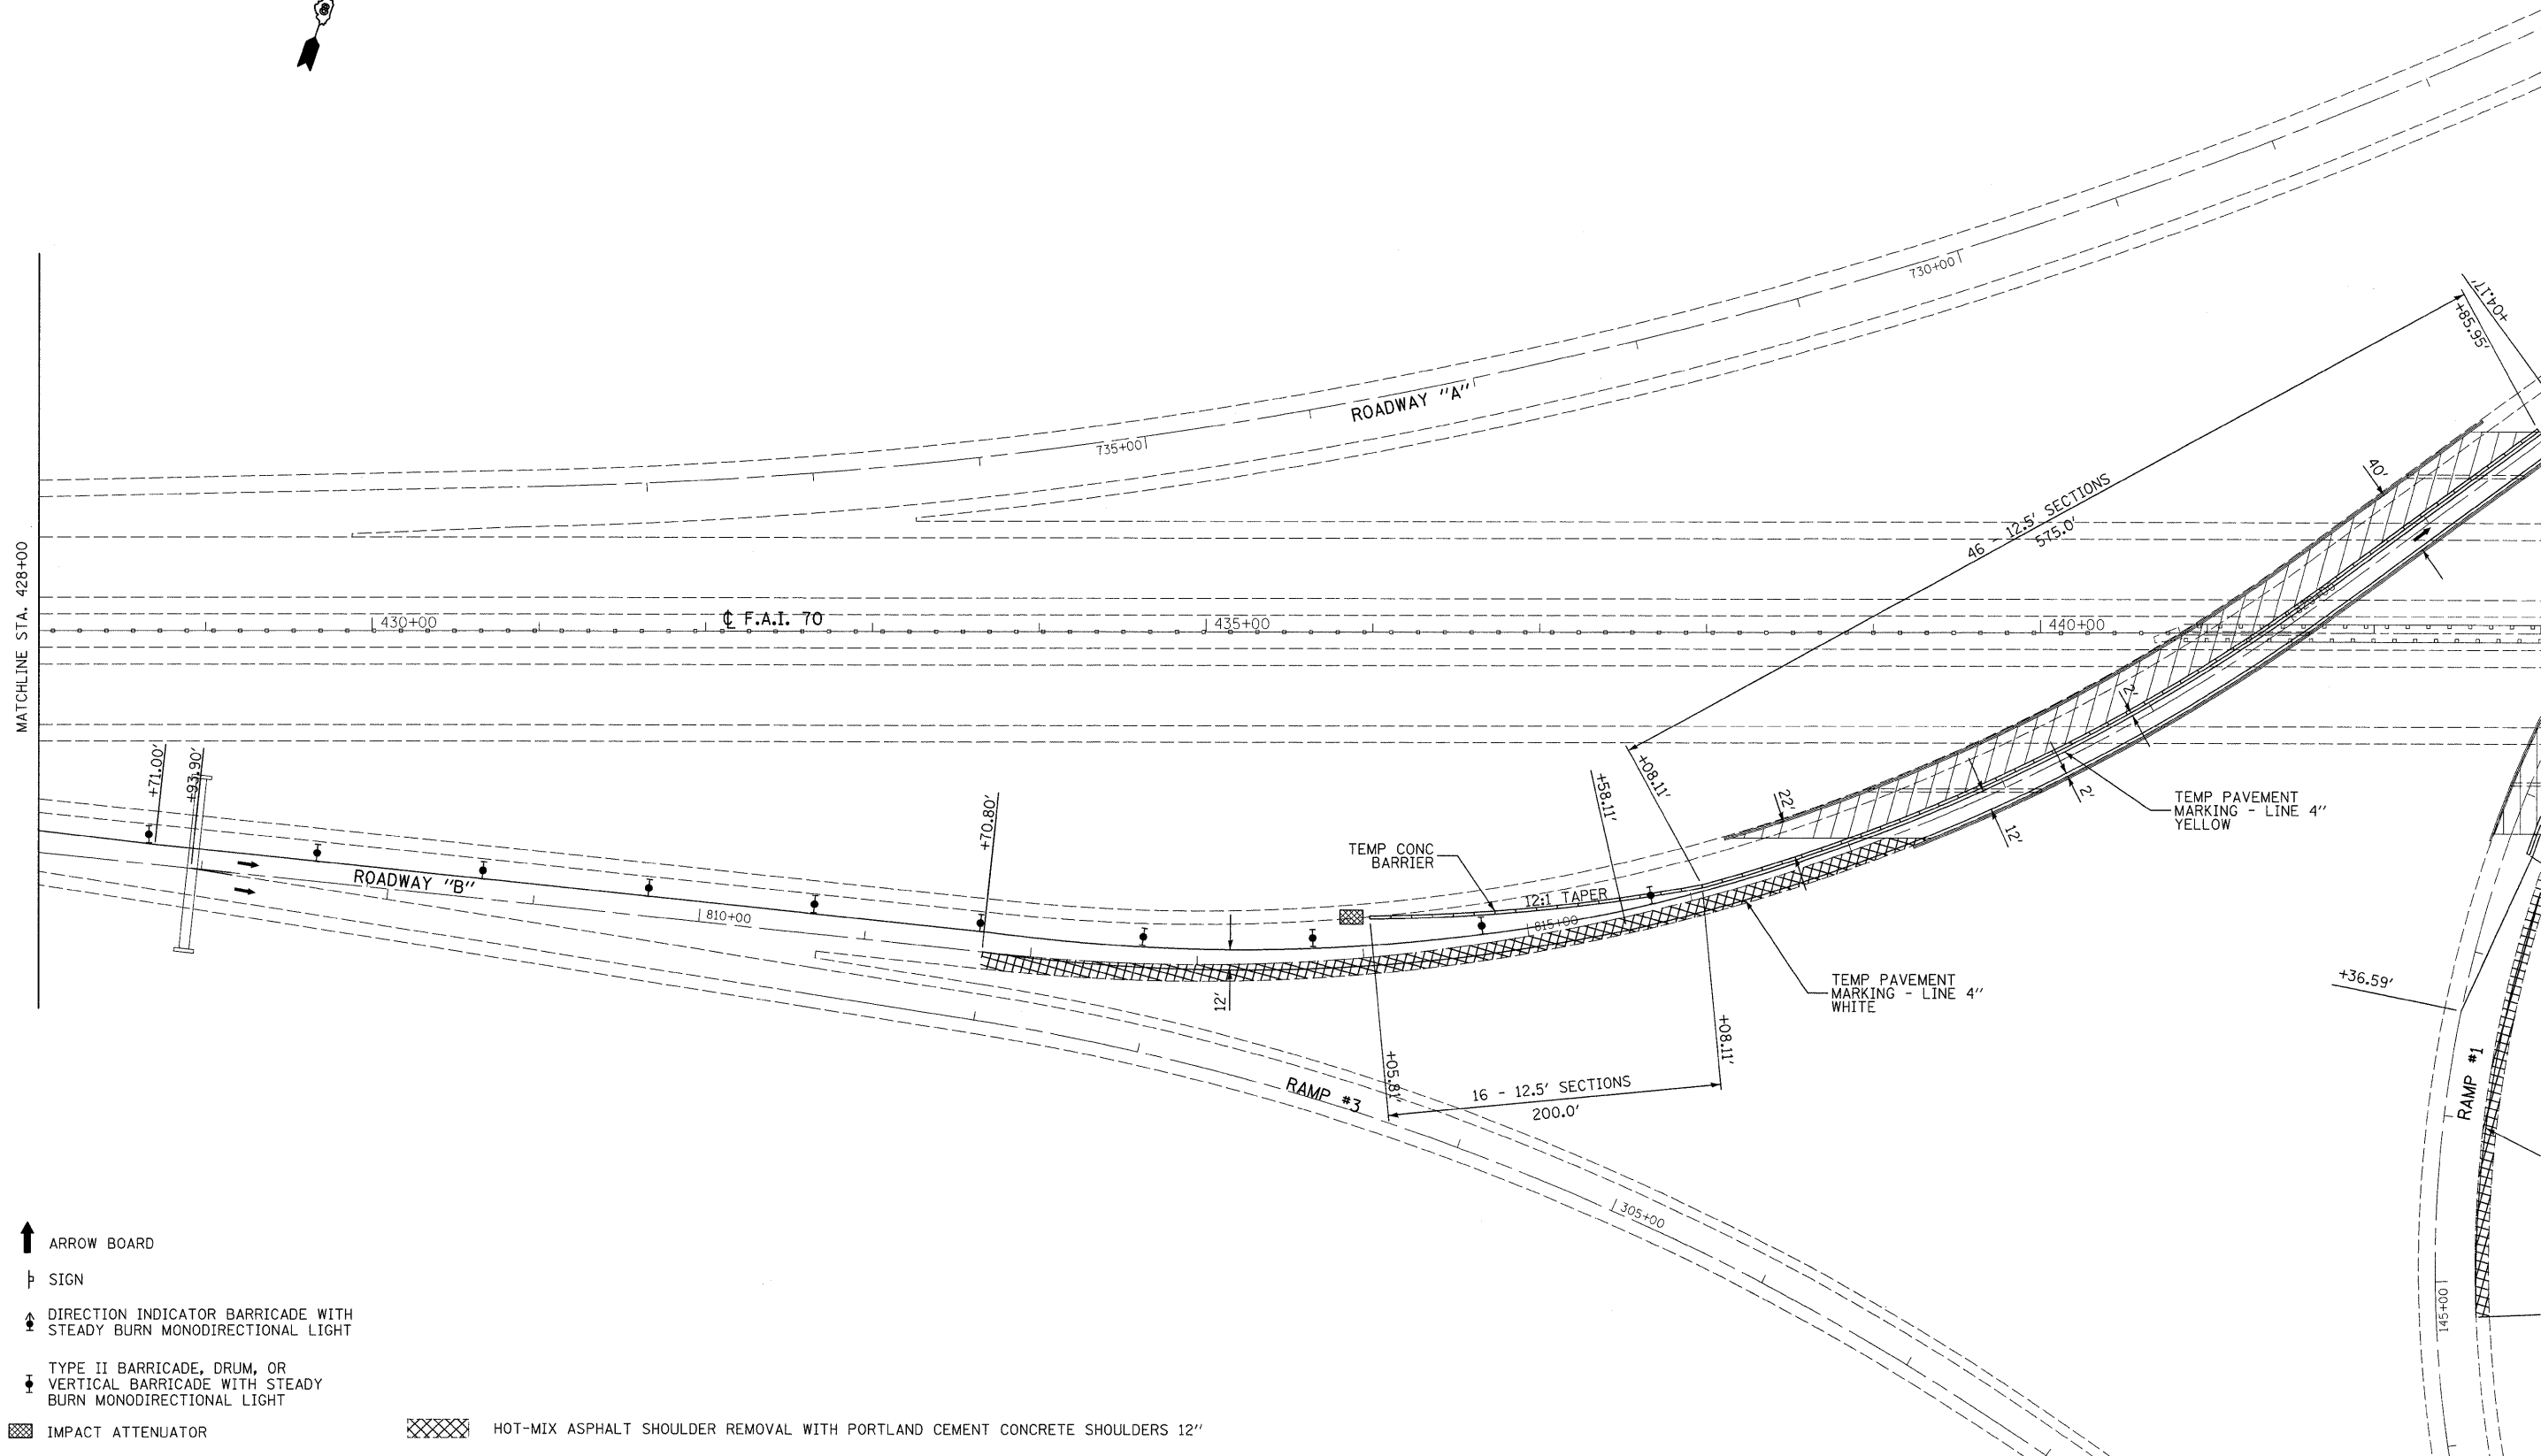 730+00
+04.17'
+85.95'
ROADWAY "A"
735+00
40'
46 - 12.5' SECTIONS
575.0'
MATCHLINE STA. 428+00
430+00
℄ F.A.I. 70
435+00
440+00
2'
+71.00'
+93.90'
+70.80'
+58.11'
+08.11'
22'
2'
12'
TEMP PAVEMENT
MARKING - LINE 4"
YELLOW
TEMP CONC
BARRIER
12:1 TAPER
815+00
ROADWAY "B"
810+00
12'
TEMP PAVEMENT
MARKING - LINE 4"
WHITE
+36.59'
+05.81'
+08.11'
16 - 12.5' SECTIONS
200.0'
RAMP #3
RAMP #1
305+00
145+00
ARROW BOARD
SIGN
DIRECTION INDICATOR BARRICADE WITH
STEADY BURN MONODIRECTIONAL LIGHT
TYPE II BARRICADE, DRUM, OR
VERTICAL BARRICADE WITH STEADY
BURN MONODIRECTIONAL LIGHT
IMPACT ATTENUATOR
HOT-MIX ASPHALT SHOULDER REMOVAL WITH PORTLAND CEMENT CONCRETE SHOULDERS 12"